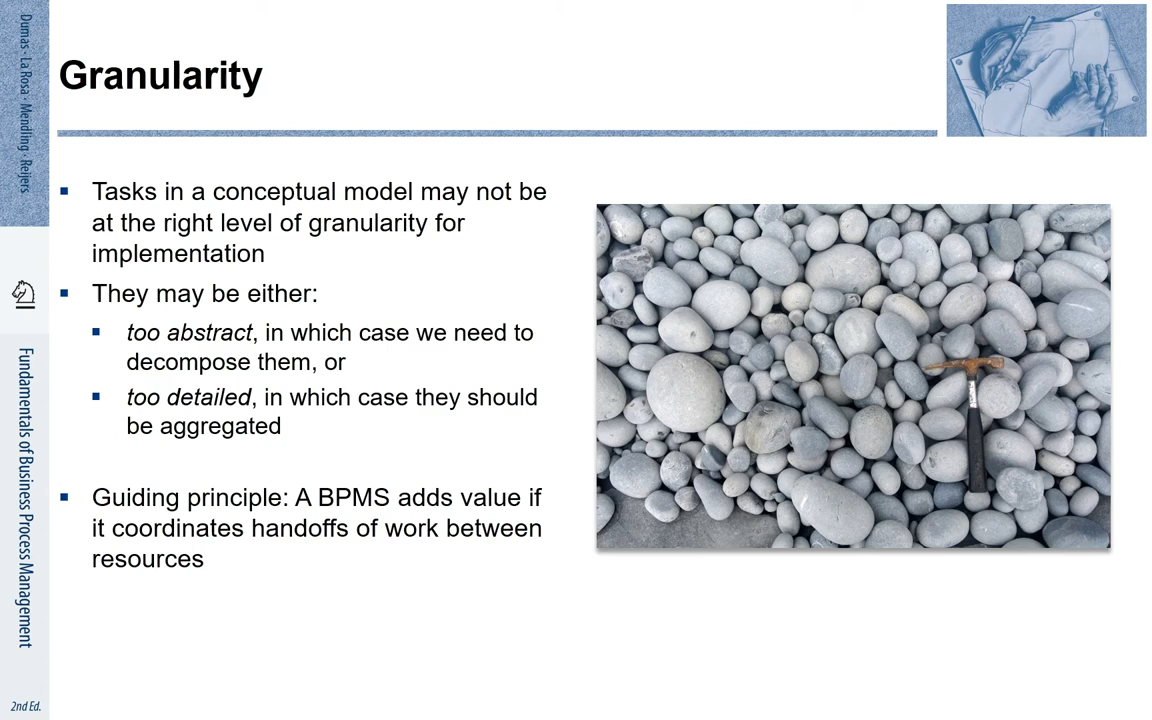 Dumas · La Rosa · Mendling · Reijers
Fundamentals of Business Process Management
2nd Ed.
Granularity
Tasks in a conceptual model may not be
at the right level of granularity for
implementation
They may be either:
too abstract, in which case we need to
decompose them, or
too detailed, in which case they should
be aggregated
Guiding principle: A BPMS adds value if
it coordinates handoffs of work between
resources